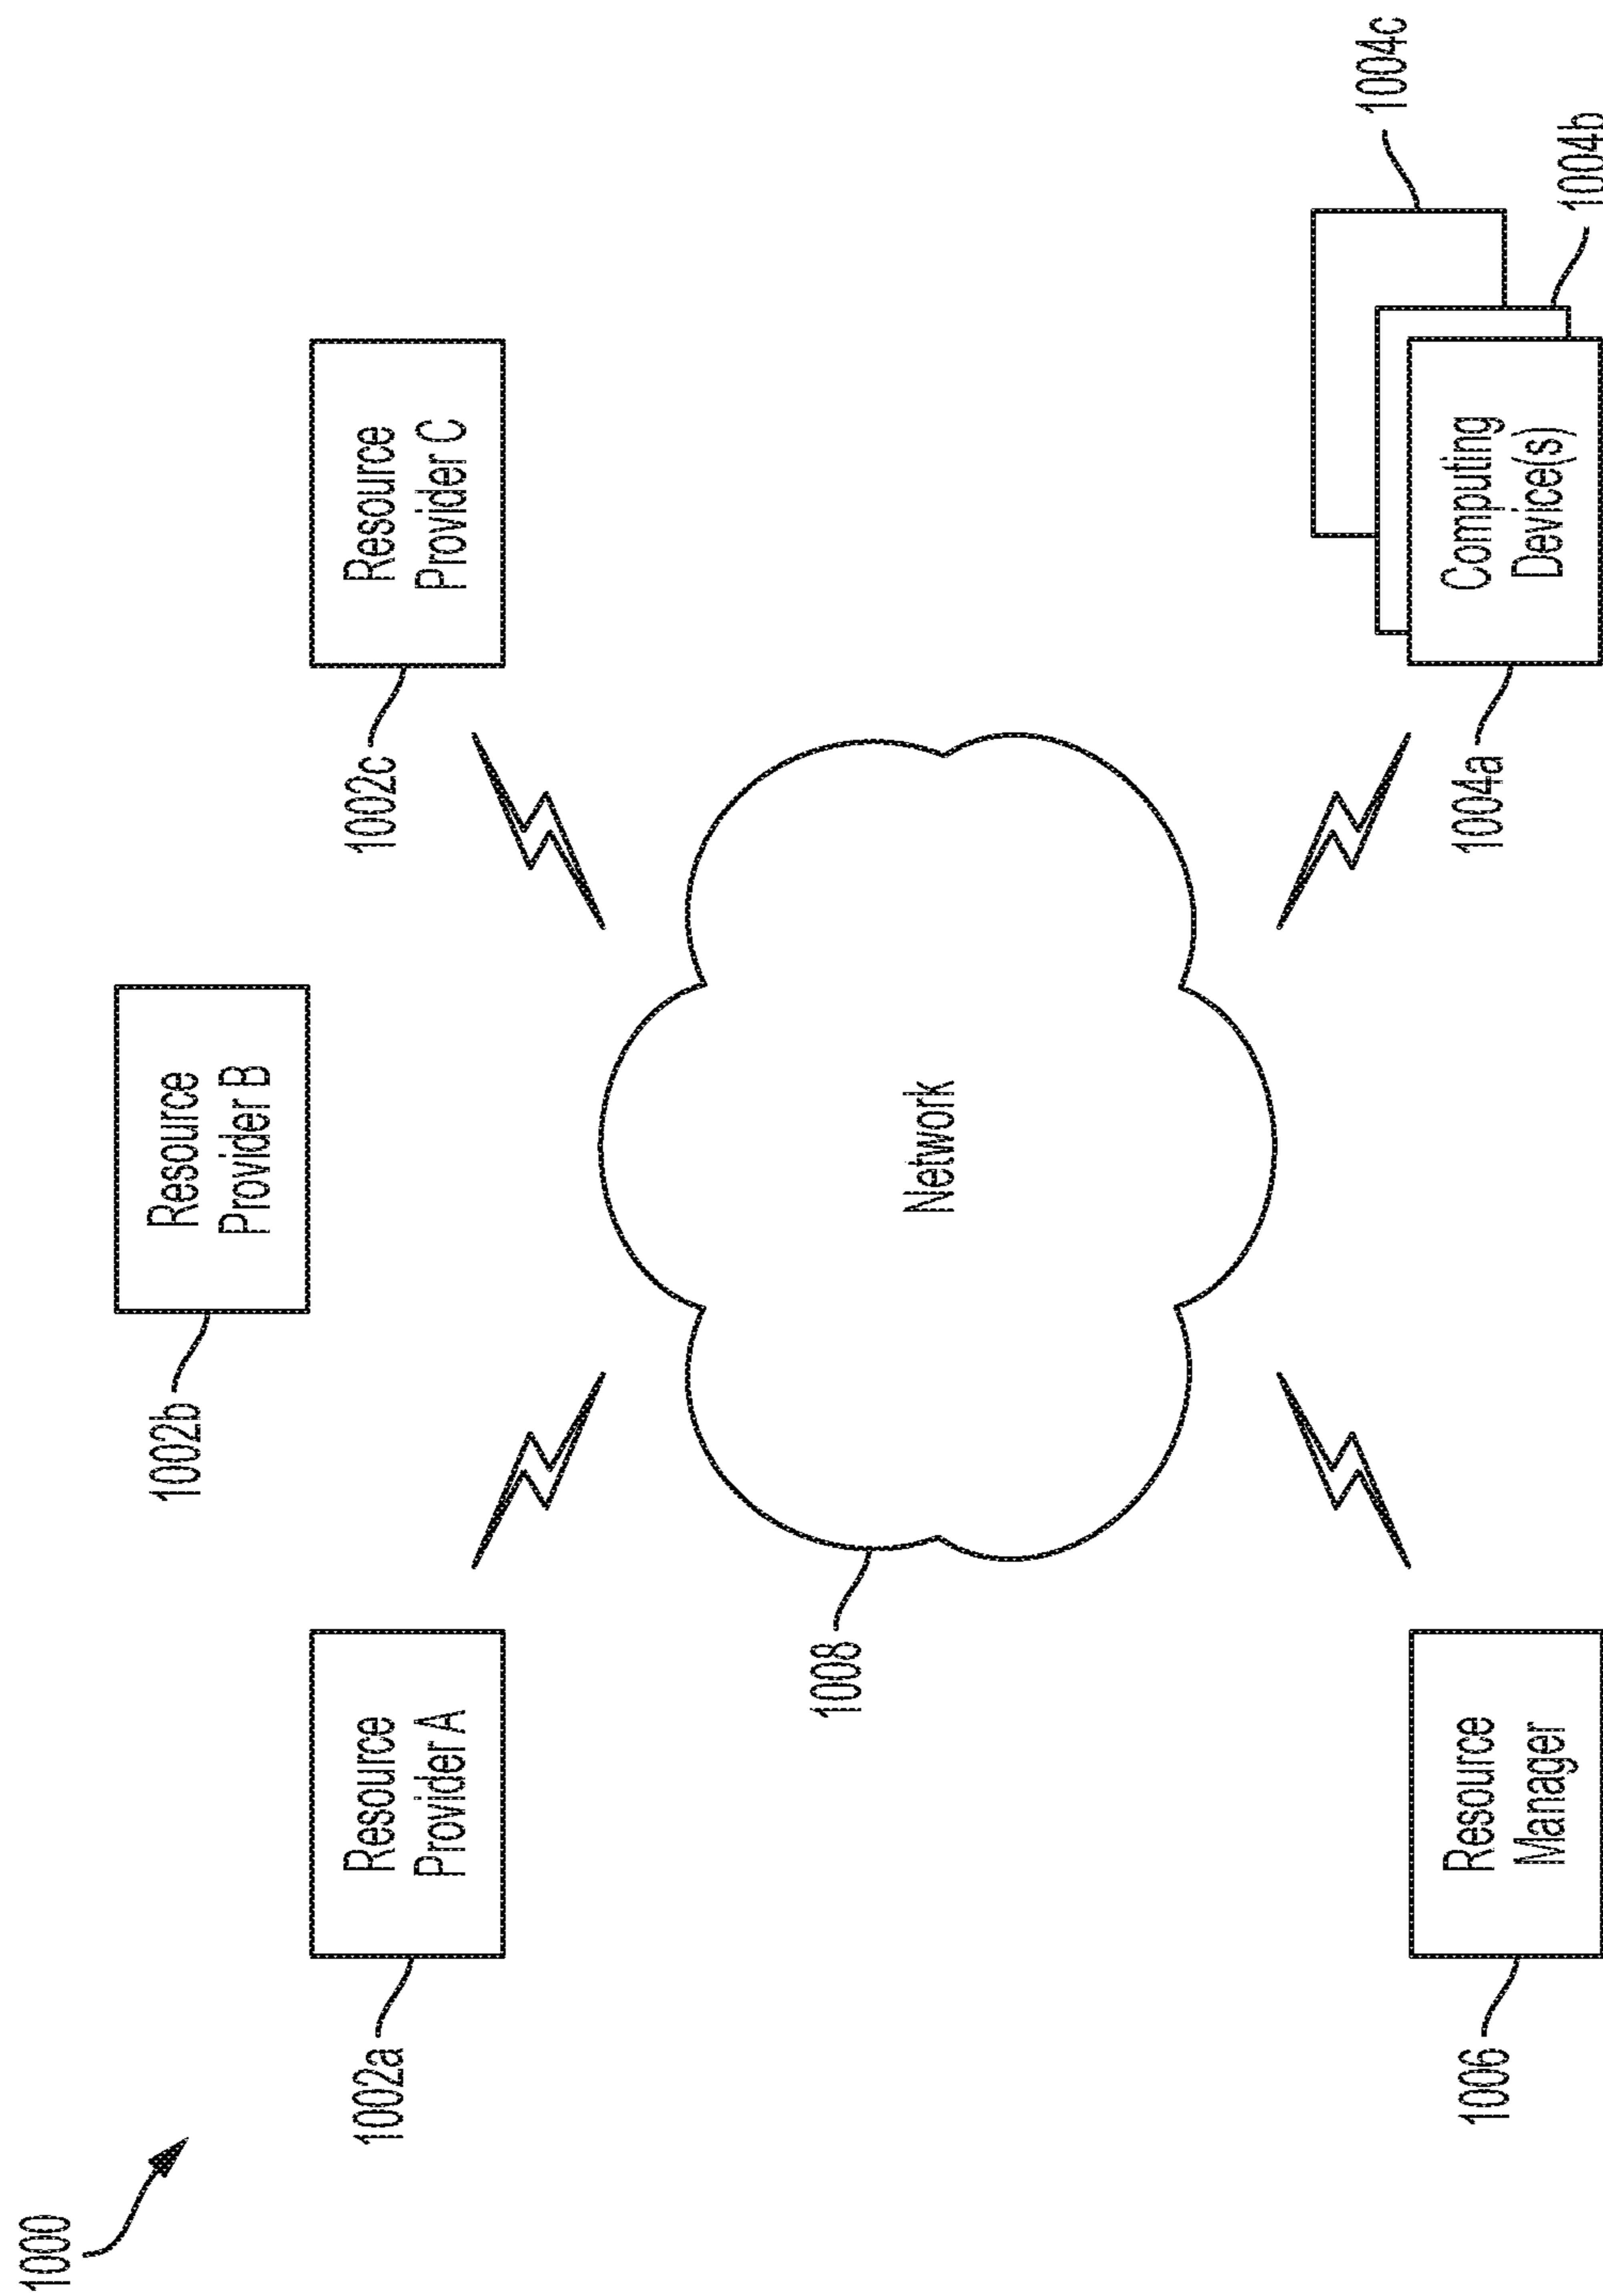 1000
1002b
Resource
Provider B
1002a
Resource
Provider A
1002c
Resource
Provider C
1008
Network
1006
Resource
Manager
1004a
Computing
Device(s)
1004b
1004c